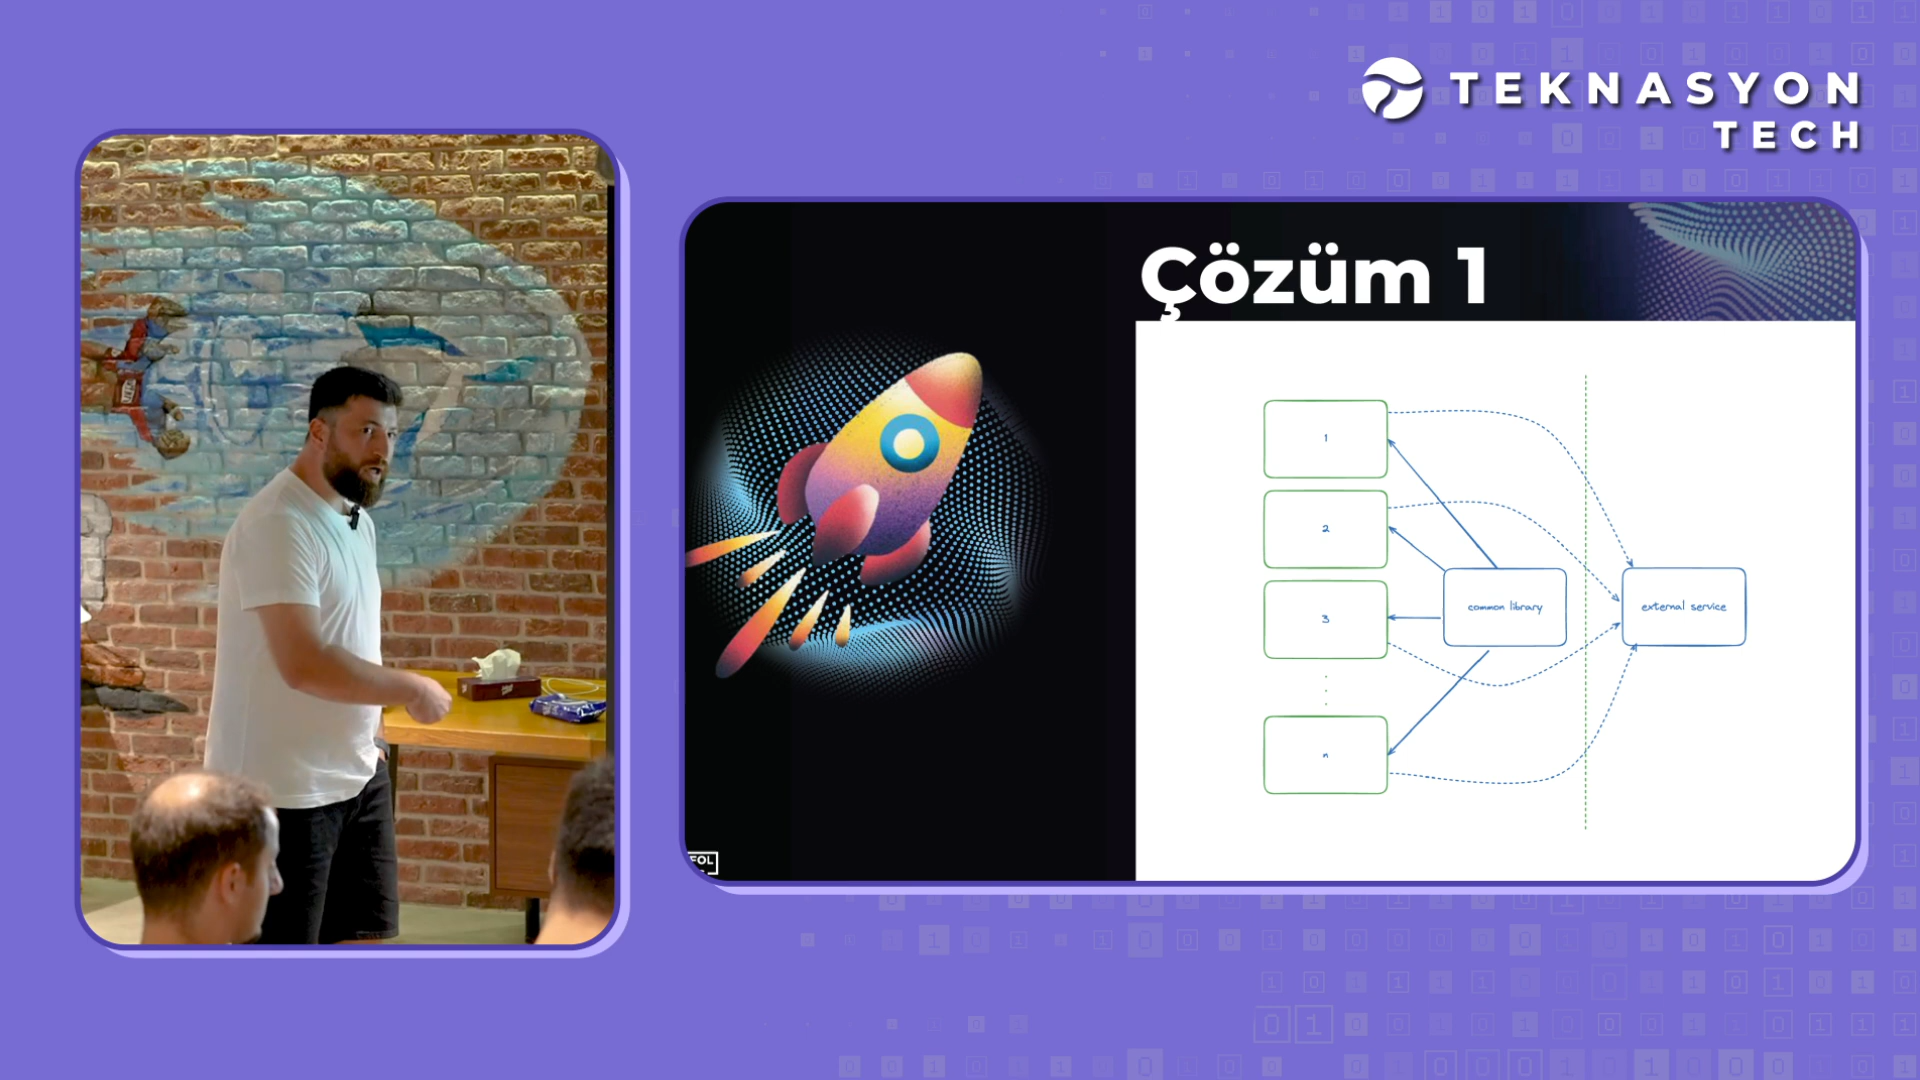 TEKNASYON
TECH
Çözüm 1
1
2
3
n
common library
external service